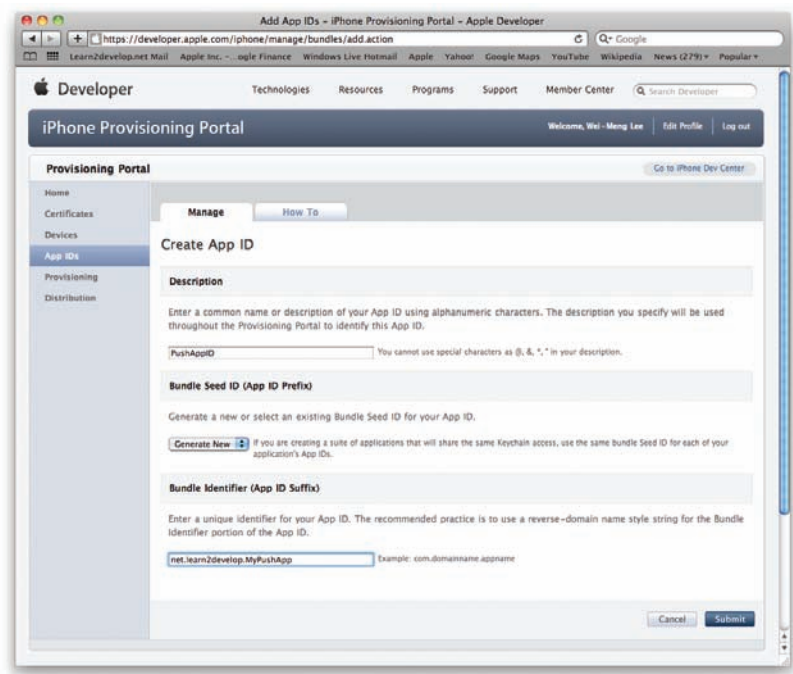 Add App IDs – iPhone Provisioning Portal – Apple Developer
https://developer.apple.com/iphone/manage/bundles/add.action
Google
Learn2develop.net Mail Apple Inc. – ...ogle Finance Windows Live Hotmail Apple Yahoo! Google Maps YouTube Wikipedia News (279) Popular
Developer
Technologies Resources Programs Support Member Center Search Developer
iPhone Provisioning Portal
Welcome, Wei-Meng Lee Edit Profile Log out
Provisioning Portal
Go to iPhone Dev Center
Home
Certificates
Devices
App IDs
Provisioning
Distribution
Manage How To
Create App ID
Description
Enter a common name or description of your App ID using alphanumeric characters. The description you specify will be used
throughout the Provisioning Portal to identify this App ID.
PushAppID You cannot use special characters as @, &, *, " in your description.
Bundle Seed ID (App ID Prefix)
Generate a new or select an existing Bundle Seed ID for your App ID.
Generate New If you are creating a suite of applications that will share the same Keychain access, use the same bundle Seed ID for each of your
application's App IDs.
Bundle Identifier (App ID Suffix)
Enter a unique identifier for your App ID. The recommended practice is to use a reverse-domain name style string for the Bundle
Identifier portion of the App ID.
net.learn2develop.MyPushApp Example: com.domainname.appname
Cancel Submit